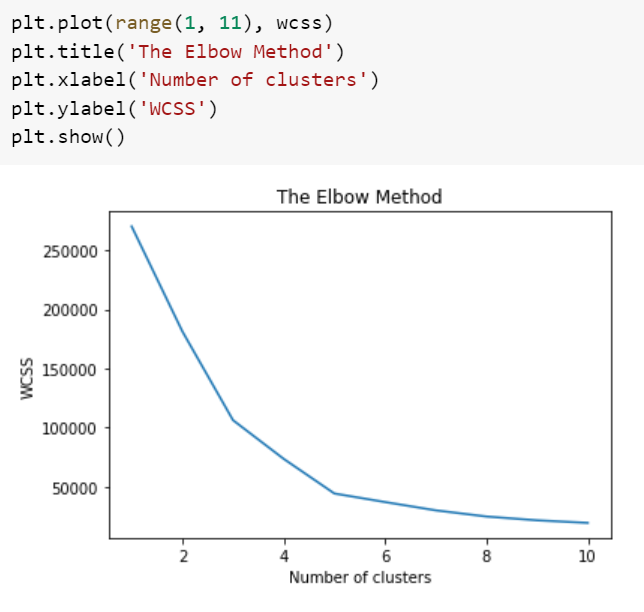 plt.plot(range(1, 11), wcss)
plt.title('The Elbow Method')
plt.xlabel('Number of clusters')
plt.ylabel('WCSS')
plt.show()
The Elbow Method
250000
200000
150000
100000
50000
WCSS
2 4 6 8 10
Number of clusters